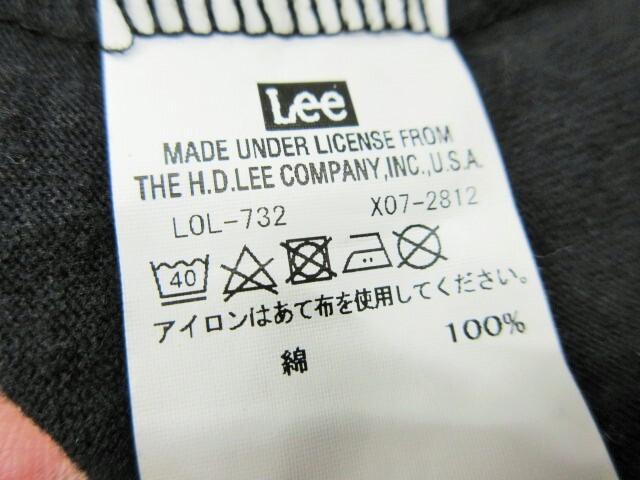 Lee
MADE UNDER LICENSE FROM
THE H.D.LEE COMPANY,INC.,U.S.A.
LOL-732 X07-2812
40
アイロンはあて布を使用してください。
綿 100%